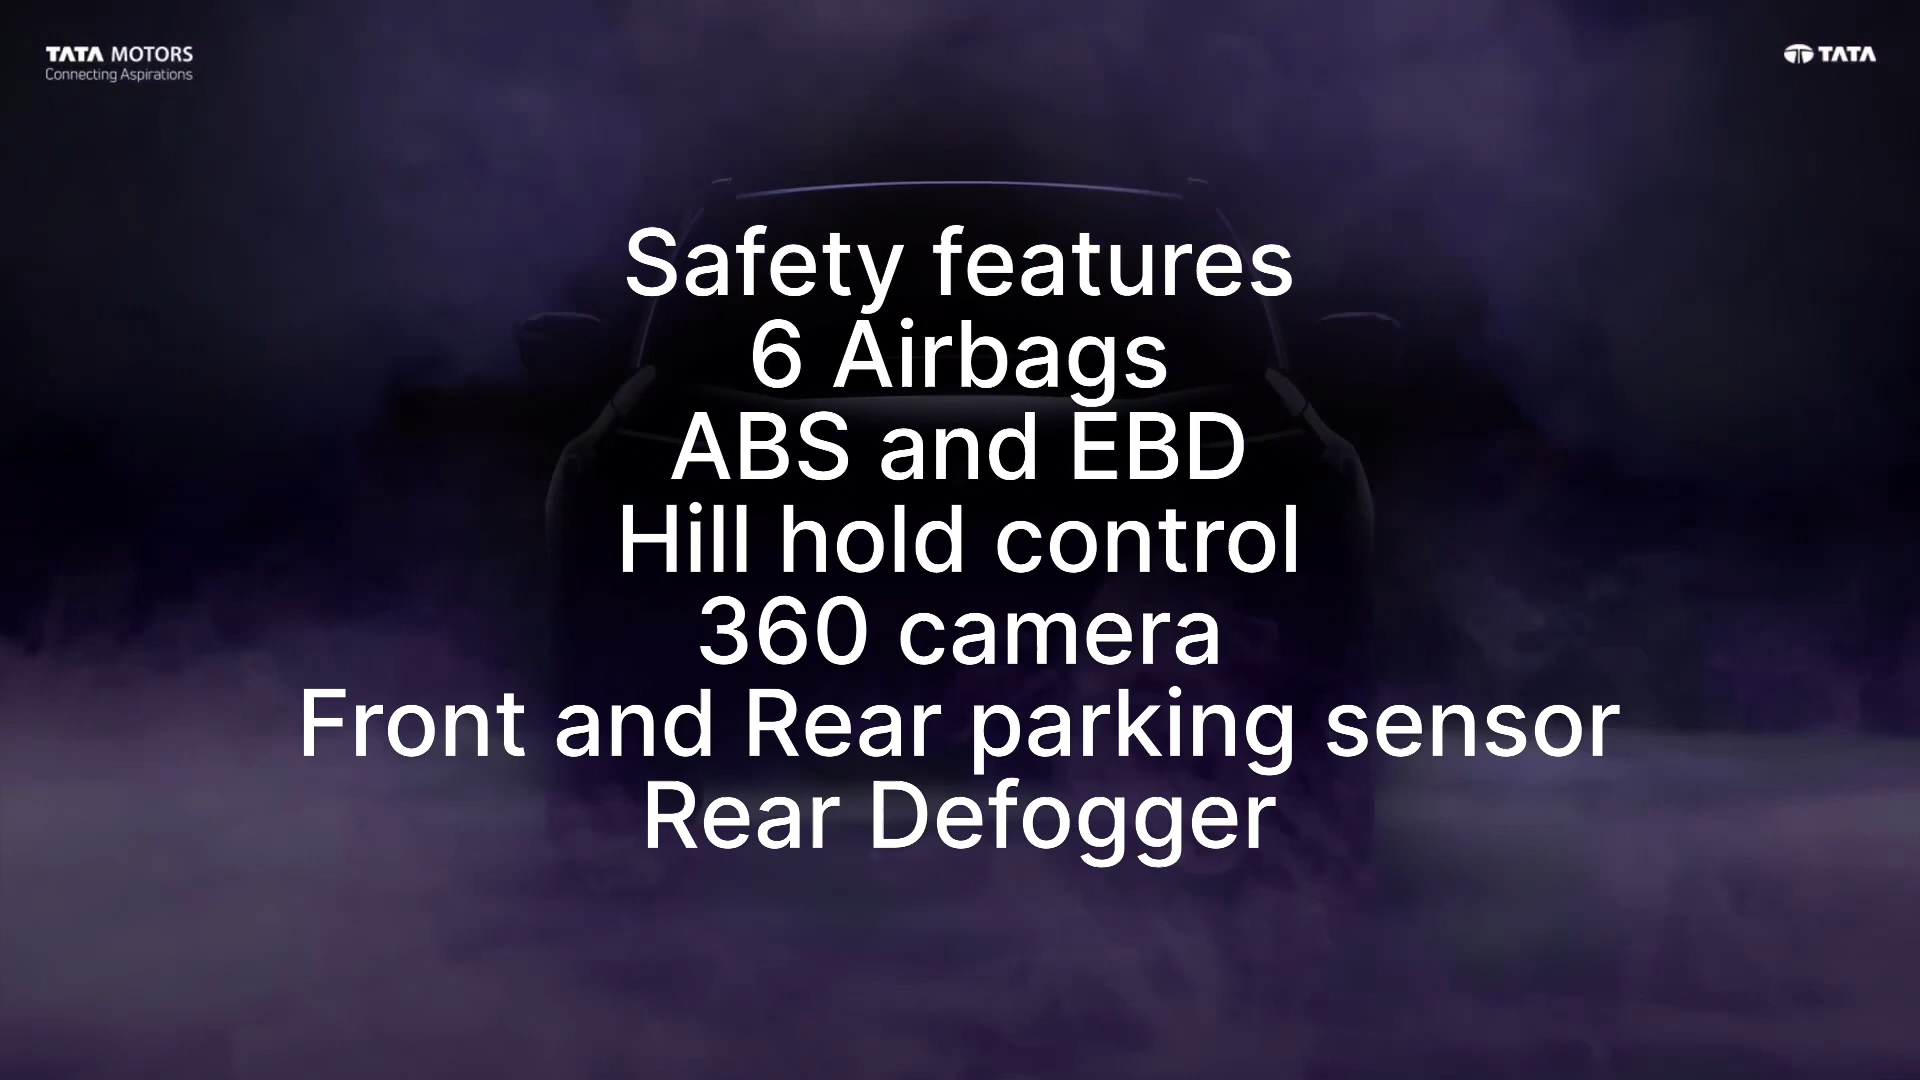 TATA MOTORS
Connecting Aspirations
TATA
Safety features
6 Airbags
ABS and EBD
Hill hold control
360 camera
Front and Rear parking sensor
Rear Defogger